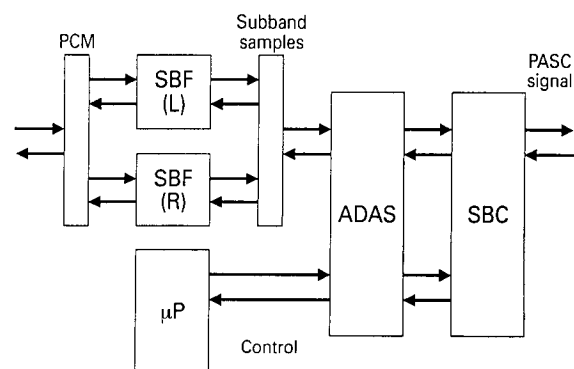 PCM
Subband
samples
PASC
signal
SBF
(L)
SBF
(R)
ADAS
SBC
µP
Control